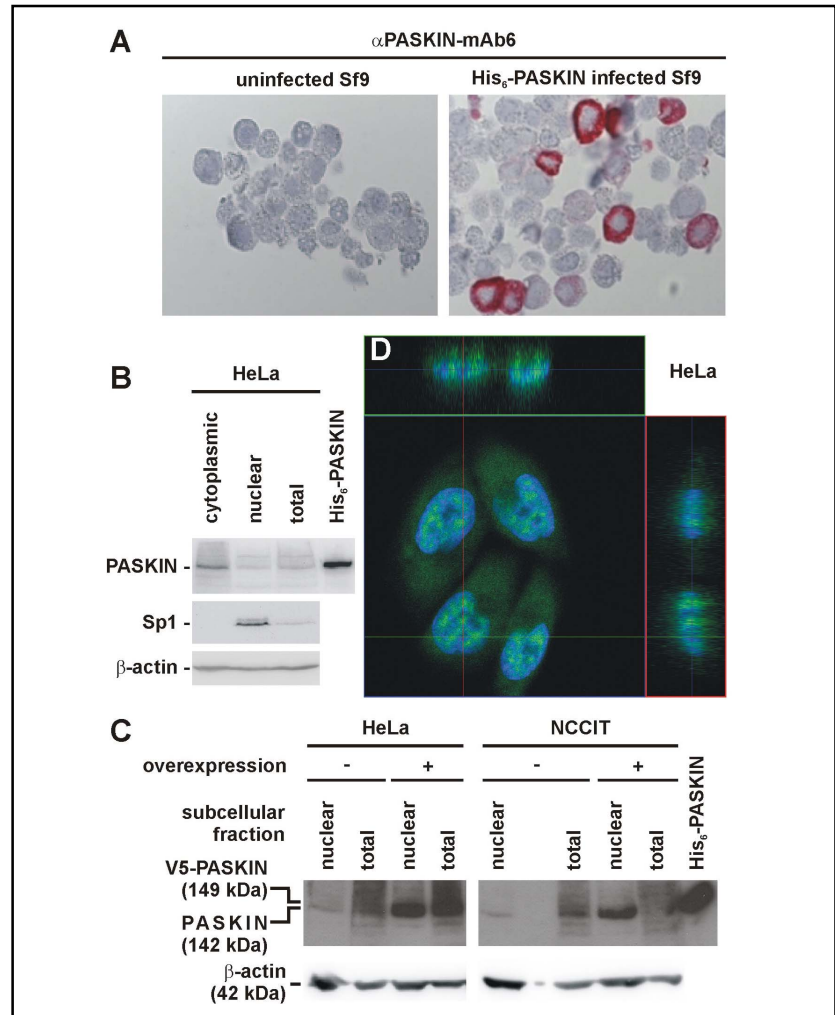 A
αPASKIN-mAb6
uninfected Sf9
His₆-PASKIN infected Sf9
B
HeLa
cytoplasmic
nuclear
total
His₆-PASKIN
PASKIN -
Sp1 -
β-actin -
D
HeLa
C
HeLa
NCCIT
overexpression
-
+
-
+
subcellular
fraction
nuclear
total
nuclear
total
nuclear
total
nuclear
total
His₆-PASKIN
V5-PASKIN
(149 kDa)
PASKIN
(142 kDa)
β-actin
(42 kDa)